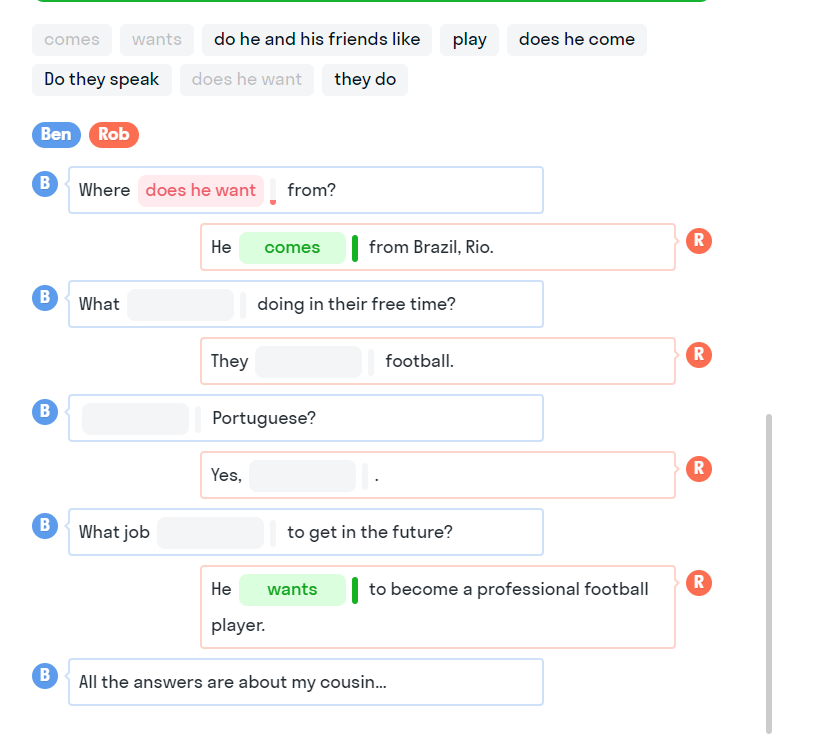 comes wants do he and his friends like play does he come
Do they speak does he want they do
Ben Rob
B Where does he want from?
He comes from Brazil, Rio. R
B What doing in their free time?
They football. R
B Portuguese?
Yes, . R
B What job to get in the future?
He wants to become a professional football R
player.
B All the answers are about my cousin...